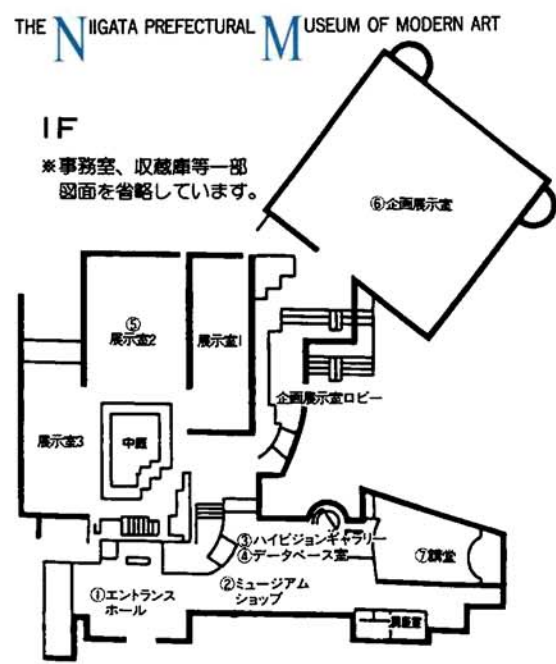 THE NIIGATA PREFECTURAL MUSEUM OF MODERN ART
1F
※事務室、収蔵庫等一部
図面を省略しています。
⑥企画展示室
⑤
展示室2
展示室1
企画展示室ロビー
展示室3
中庭
③ハイビジョンギャラリー
④データベース室
⑦講堂
①エントランス
ホール
②ミュージアム
ショップ